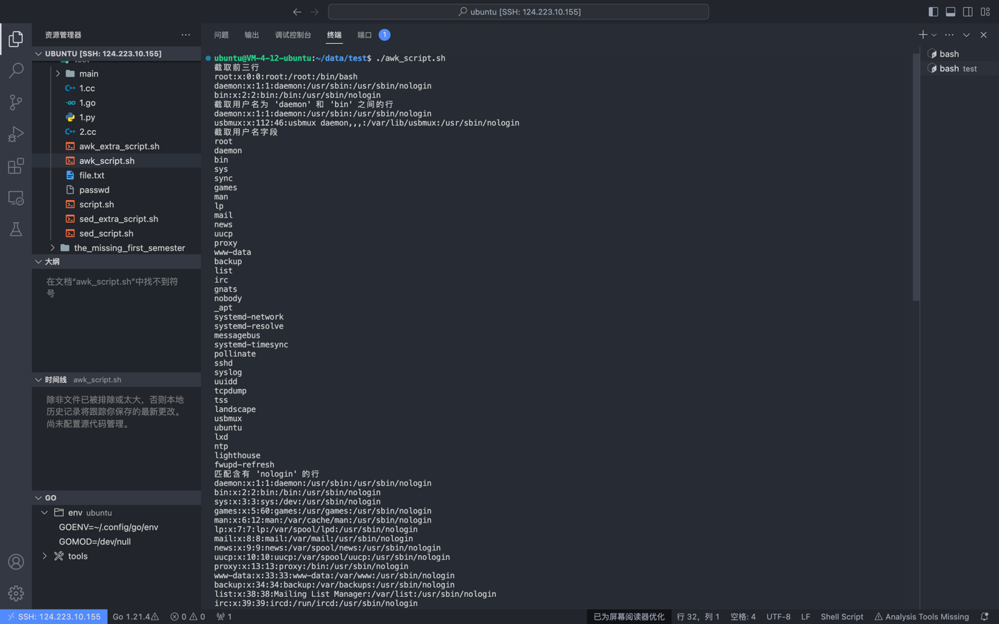 ubuntu [SSH: 124.223.10.155]
资源管理器
UBUNTU [SSH: 124.223.10.155]
main
1.cc
1.go
1.py
2.cc
awk_extra_script.sh
awk_script.sh
file.txt
passwd
script.sh
sed_extra_script.sh
sed_script.sh
the_missing_first_semester
大纲
在文档“awk_script.sh”中找不到符
号
时间线 awk_script.sh
除非文件已被排除或太大，否则本地
历史记录将跟踪你保存的最新更改。
尚未配置源代码管理。
GO
env ubuntu
GOENV=~/.config/go/env
GOMOD=/dev/null
tools
问题 输出 调试控制台 终端 端口 1
ubuntu@VM-4-12-ubuntu:~/data/test$ ./awk_script.sh
截取前三行
root:x:0:0:root:/root:/bin/bash
daemon:x:1:1:daemon:/usr/sbin:/usr/sbin/nologin
bin:x:2:2:bin:/bin:/usr/sbin/nologin
截取用户名为 'daemon' 和 'bin' 之间的行
daemon:x:1:1:daemon:/usr/sbin:/usr/sbin/nologin
usbmux:x:112:46:usbmux daemon,,,:/var/lib/usbmux:/usr/sbin/nologin
截取用户名字段
root
daemon
bin
sys
sync
games
man
lp
mail
news
uucp
proxy
www-data
backup
list
irc
gnats
nobody
_apt
systemd-network
systemd-resolve
messagebus
systemd-timesync
pollinate
sshd
syslog
uuidd
tcpdump
tss
landscape
usbmux
ubuntu
lxd
ntp
lighthouse
fwupd-refresh
匹配含有 'nologin' 的行
daemon:x:1:1:daemon:/usr/sbin:/usr/sbin/nologin
bin:x:2:2:bin:/bin:/usr/sbin/nologin
sys:x:3:3:sys:/dev:/usr/sbin/nologin
games:x:5:60:games:/usr/games:/usr/sbin/nologin
man:x:6:12:man:/var/cache/man:/usr/sbin/nologin
lp:x:7:7:lp:/var/spool/lpd:/usr/sbin/nologin
mail:x:8:8:mail:/var/mail:/usr/sbin/nologin
news:x:9:9:news:/var/spool/news:/usr/sbin/nologin
uucp:x:10:10:uucp:/var/spool/uucp:/usr/sbin/nologin
proxy:x:13:13:proxy:/bin:/usr/sbin/nologin
www-data:x:33:33:www-data:/var/www:/usr/sbin/nologin
backup:x:34:34:backup:/var/backups:/usr/sbin/nologin
list:x:38:38:Mailing List Manager:/var/list:/usr/sbin/nologin
irc:x:39:39:ircd:/run/ircd:/usr/sbin/nologin
bash
bash test
SSH: 124.223.10.155 Go 1.21.4 0 0 1 已为屏幕阅读器优化 行 32，列 1 空格: 4 UTF-8 LF Shell Script Analysis Tools Missing